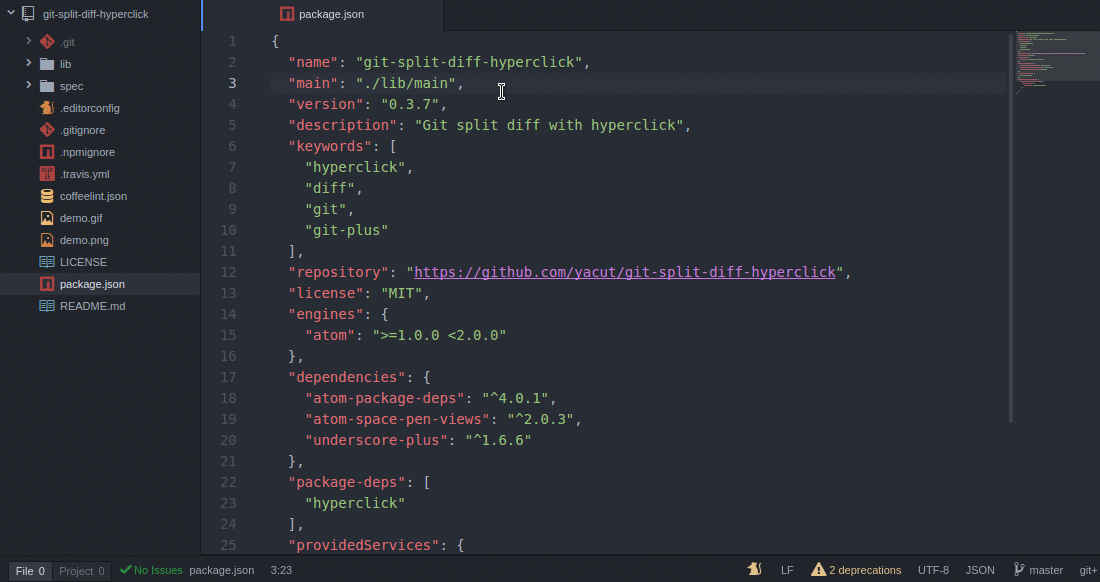 git-split-diff-hyperclick
.git
lib
spec
.editorconfig
.gitignore
.npmignore
.travis.yml
coffeelint.json
demo.gif
demo.png
LICENSE
package.json
README.md
package.json
1 {
2 "name": "git-split-diff-hyperclick",
3 "main": "./lib/main",
4 "version": "0.3.7",
5 "description": "Git split diff with hyperclick",
6 "keywords": [
7 "hyperclick",
8 "diff",
9 "git",
10 "git-plus"
11 ],
12 "repository": "https://github.com/yacut/git-split-diff-hyperclick",
13 "license": "MIT",
14 "engines": {
15 "atom": ">=1.0.0 <2.0.0"
16 },
17 "dependencies": {
18 "atom-package-deps": "^4.0.1",
19 "atom-space-pen-views": "^2.0.3",
20 "underscore-plus": "^1.6.6"
21 },
22 "package-deps": [
23 "hyperclick"
24 ],
25 "providedServices": {
File 0 Project 0 No Issues package.json 3:23 LF 2 deprecations UTF-8 JSON master git+